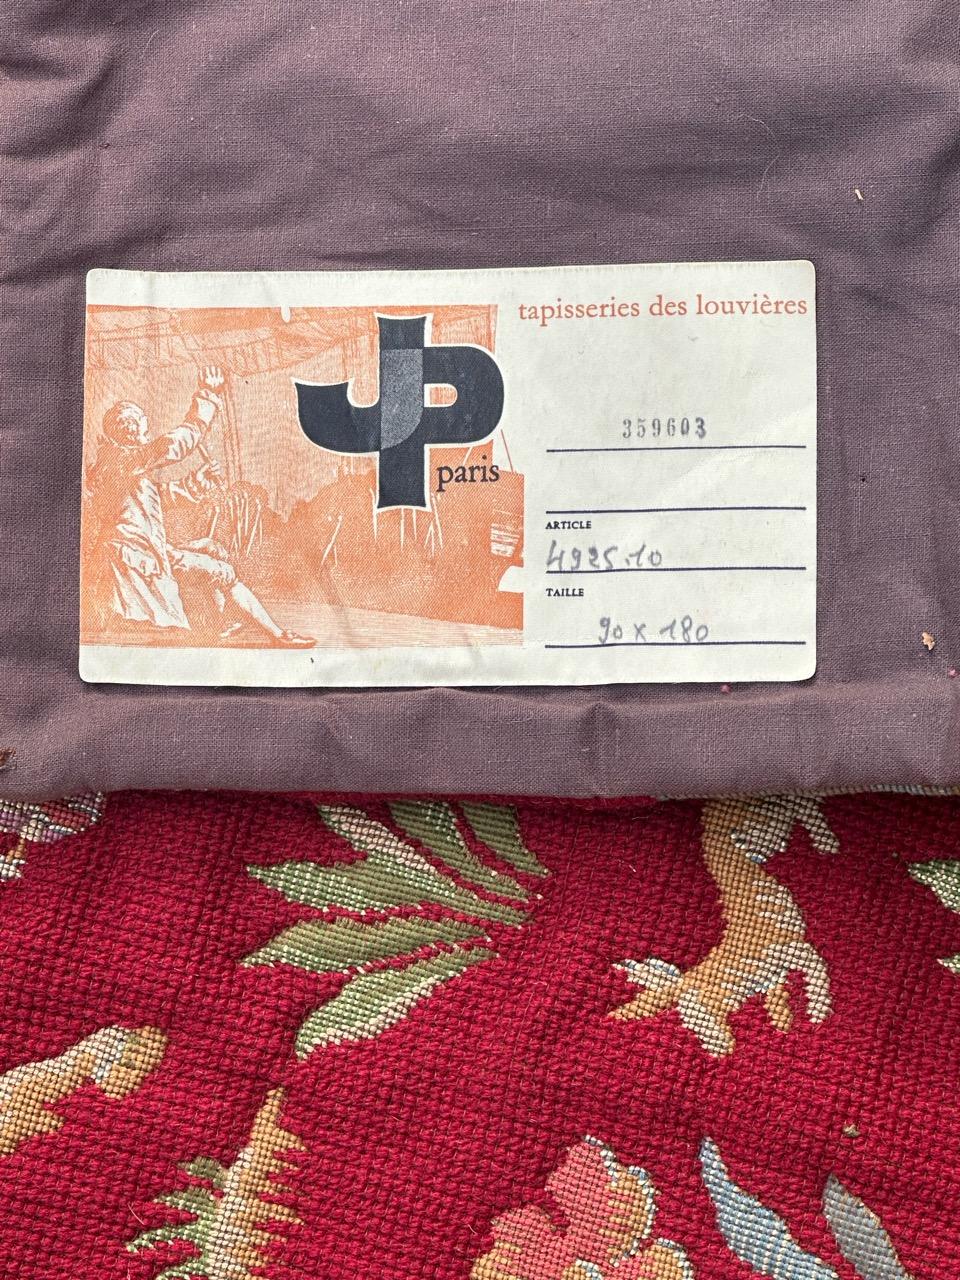 tapisseries des louvières
JP
paris
359603
ARTICLE
4925.10
TAILLE
90 x 180